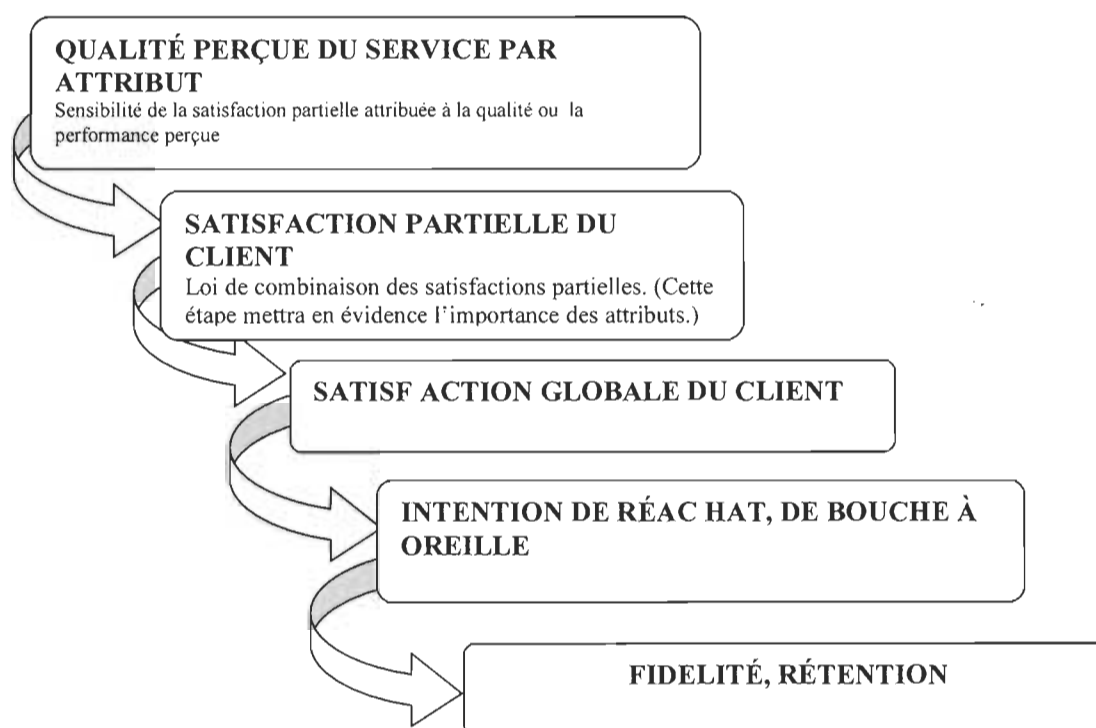 QUALITÉ PERÇUE DU SERVICE PAR
ATTRIBUT
Sensibilité de la satisfaction partielle attribuée à la qualité ou la
performance perçue
SATISFACTION PARTIELLE DU
CLIENT
Loi de combinaison des satisfactions partielles. (Cette
étape mettra en évidence l'importance des attributs.)
SATISF ACTION GLOBALE DU CLIENT
INTENTION DE RÉAC HAT, DE BOUCHE À
OREILLE
FIDELITÉ, RÉTENTION